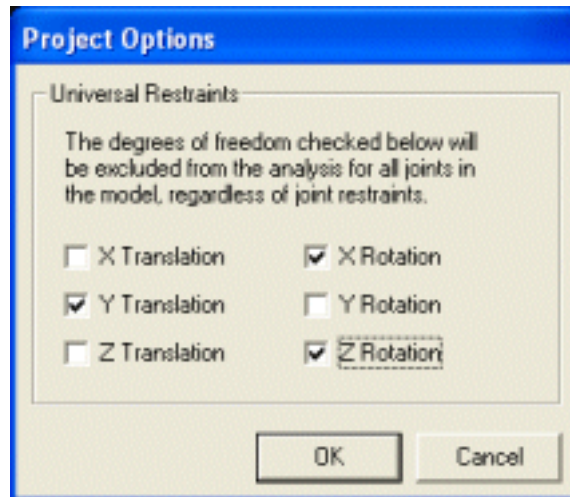 Project Options
Universal Restraints
The degrees of freedom checked below will
be excluded from the analysis for all joints in
the model, regardless of joint restraints.
X Translation
X Rotation
Y Translation
Y Rotation
Z Translation
Z Rotation
OK
Cancel